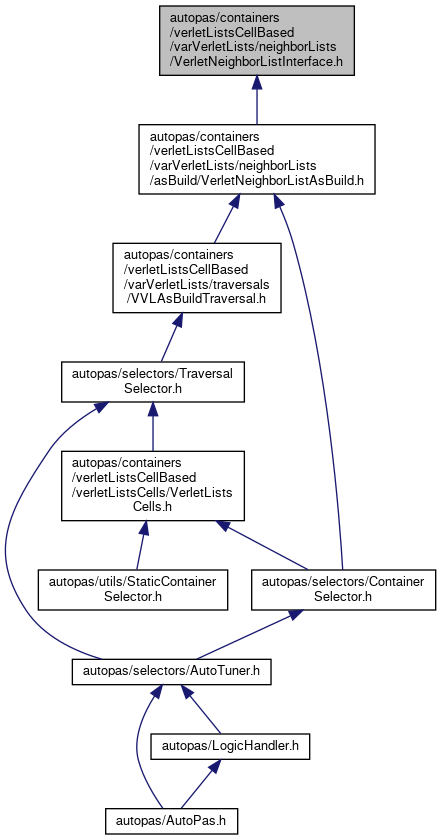 autopas/containers
/verletListsCellBased
/varVerletLists/neighborLists
/VerletNeighborListInterface.h
autopas/containers
/verletListsCellBased
/varVerletLists/neighborLists
/asBuild/VerletNeighborListAsBuild.h
autopas/containers
/verletListsCellBased
/varVerletLists/traversals
/VVLAsBuildTraversal.h
autopas/selectors/Traversal
Selector.h
autopas/containers
/verletListsCellBased
/verletListsCells/VerletLists
Cells.h
autopas/utils/StaticContainer
Selector.h
autopas/selectors/Container
Selector.h
autopas/selectors/AutoTuner.h
autopas/LogicHandler.h
autopas/AutoPas.h